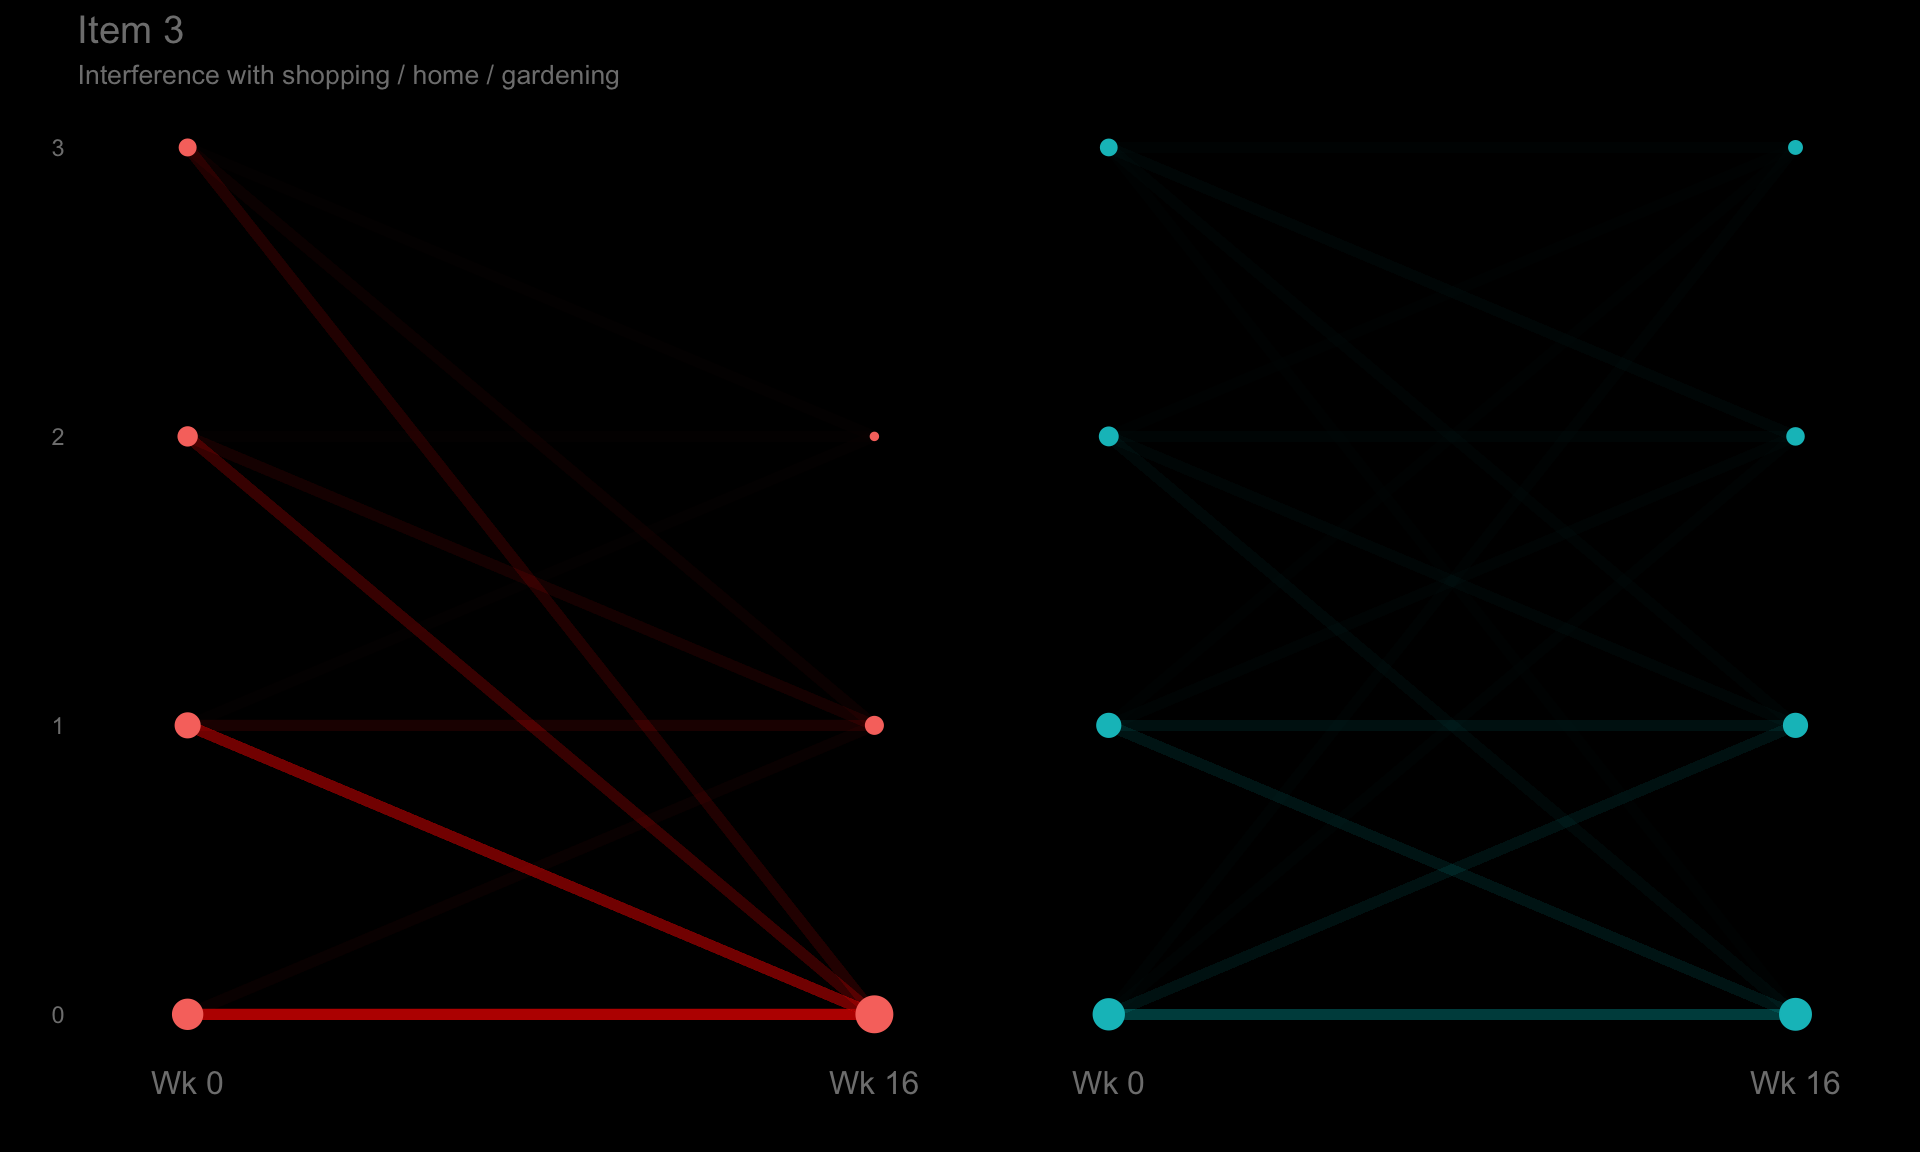 Item 3
Interference with shopping / home / gardening
3
2
1
0
Wk 0
Wk 16
Wk 0
Wk 16